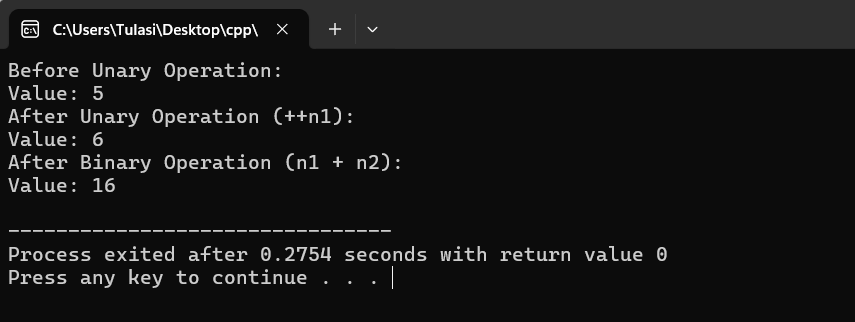 C:\Users\Tulasi\Desktop\cpp\
Before Unary Operation:
Value: 5
After Unary Operation (++n1):
Value: 6
After Binary Operation (n1 + n2):
Value: 16
--------------------------------
Process exited after 0.2754 seconds with return value 0
Press any key to continue . . .